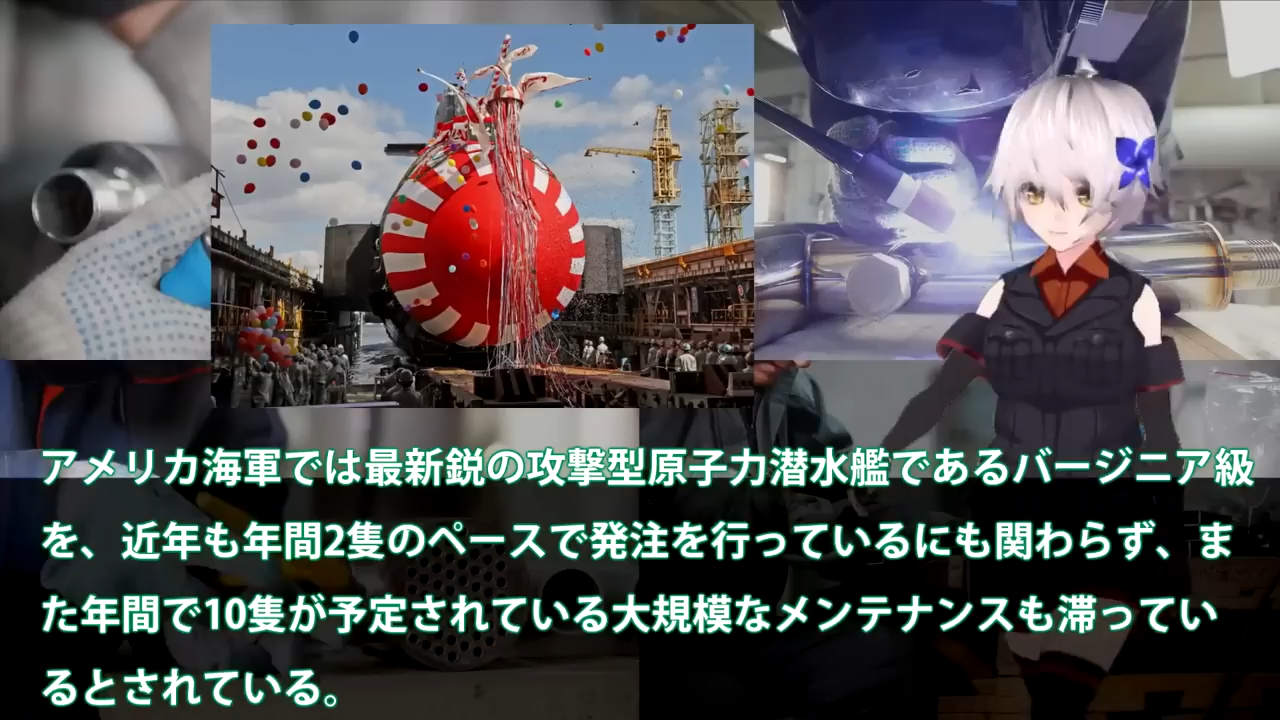 アメリカ海軍では最新鋭の攻撃型原子力潜水艦であるバージニア級
を、近年も年間2隻のペースで発注を行っているにも関わらず、ま
た年間で10隻が予定されている大規模なメンテナンスも滞ってい
るとされている。